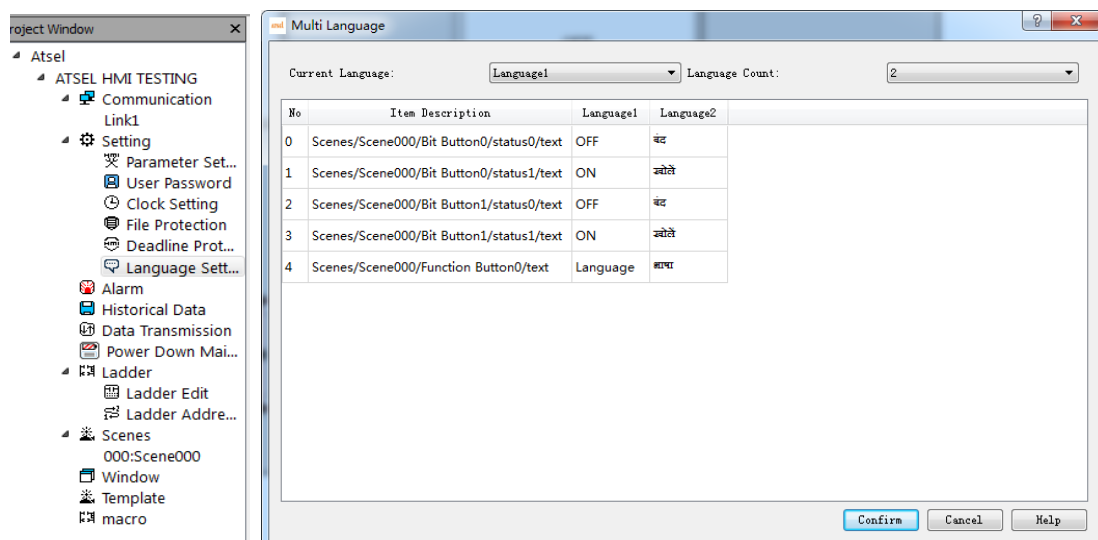 roject Window
Atsel
ATSEL HMI TESTING
Communication
Link1
Setting
Parameter Set...
User Password
Clock Setting
File Protection
Deadline Prot...
Language Sett...
Alarm
Historical Data
Data Transmission
Power Down Mai...
Ladder
Ladder Edit
Ladder Addre...
Scenes
000:Scene000
Window
Template
macro
Multi Language
Current Language: Language1 Language Count: 2
No Item Description Language1 Language2
0 Scenes/Scene000/Bit Button0/status0/text OFF बंद
1 Scenes/Scene000/Bit Button0/status1/text ON खोलें
2 Scenes/Scene000/Bit Button1/status0/text OFF बंद
3 Scenes/Scene000/Bit Button1/status1/text ON खोलें
4 Scenes/Scene000/Function Button0/text Language भाषा
Confirm Cancel Help